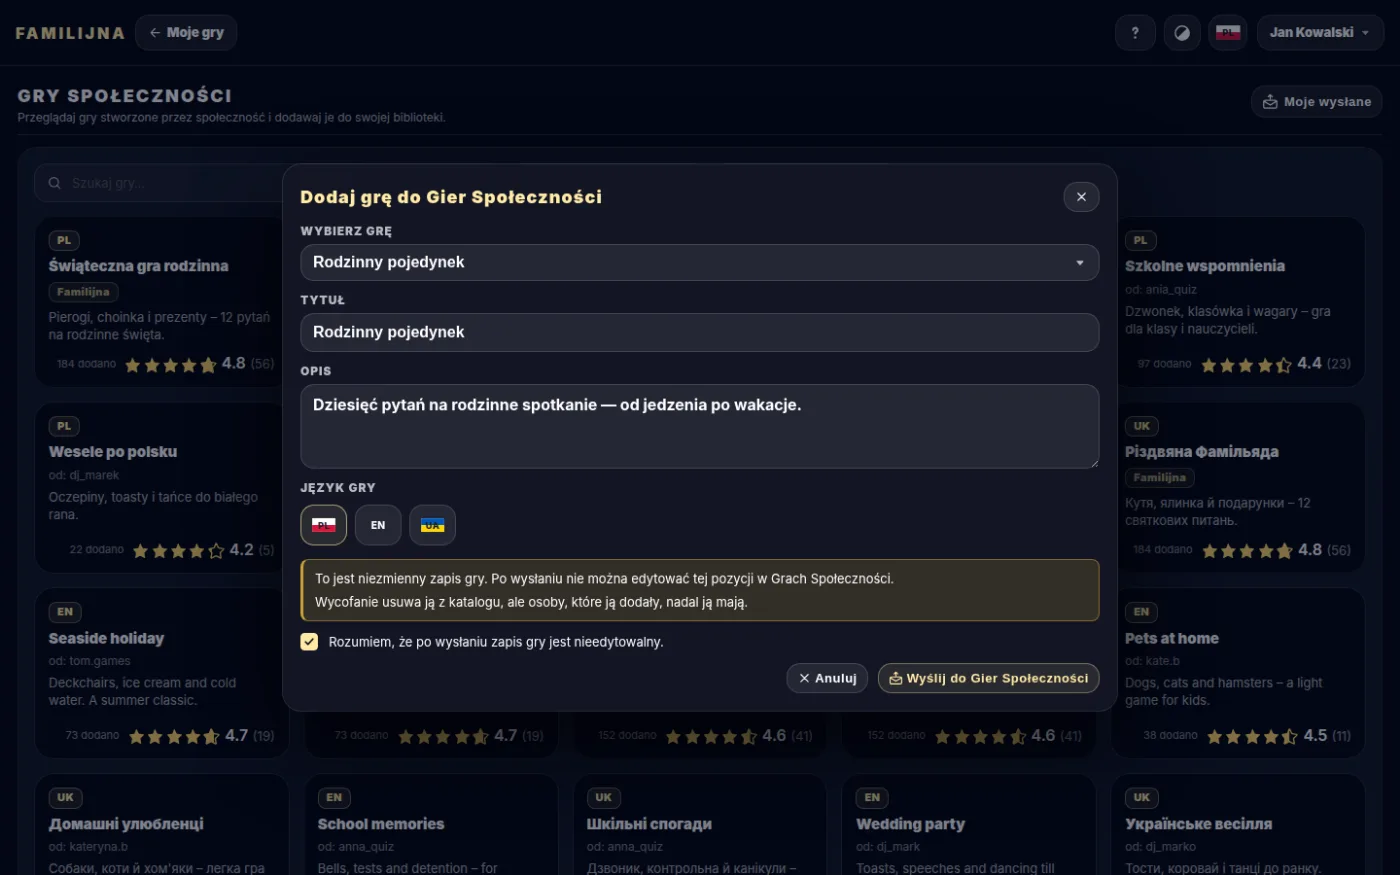 FAMILIJNA
Moje gry
?
PL
Jan Kowalski
GRY SPOŁECZNOŚCI
Przeglądaj gry stworzone przez społeczność i dodawaj je do swojej biblioteki.
Moje wysłane
Szukaj gry...
Dodaj grę do Gier Społeczności
WYBIERZ GRĘ
Rodzinny pojedynek
TYTUŁ
Rodzinny pojedynek
OPIS
Dziesięć pytań na rodzinne spotkanie — od jedzenia po wakacje.
JĘZYK GRY
PL
EN
UA
To jest niezmienny zapis gry. Po wysłaniu nie można edytować tej pozycji w Grach Społeczności.
Wycofanie usuwa ją z katalogu, ale osoby, które ją dodały, nadal ją mają.
Rozumiem, że po wysłaniu zapis gry jest nieedytowalny.
Anuluj
Wyślij do Gier Społeczności
PL
Świąteczna gra rodzinna
Familijna
Pierogi, choinka i prezenty – 12 pytań
na rodzinne święta.
184 dodano
4.8 (56)
PL
Szkolne wspomnienia
od: ania_quiz
Dzwonek, klasówka i wagary – gra
dla klasy i nauczycieli.
97 dodano
4.4 (23)
PL
Wesele po polsku
od: dj_marek
Oczepiny, toasty i tańce do białego
rana.
22 dodano
4.2 (5)
UK
Різдвяна Фамільяда
Familijna
Кутя, ялинка й подарунки – 12
святкових питань.
184 dodano
4.8 (56)
EN
Seaside holiday
od: tom.games
Deckchairs, ice cream and cold
water. A summer classic.
73 dodano
4.7 (19)
73 dodano
4.7 (19)
152 dodano
4.6 (41)
152 dodano
4.6 (41)
EN
Pets at home
od: kate.b
Dogs, cats and hamsters – a light
game for kids.
38 dodano
4.5 (11)
UK
Домашні улюбленці
od: kateryna.b
Собаки, коти й хом'яки – легка гра
EN
School memories
od: anna_quiz
Bells, tests and detention – for
UK
Шкільні спогади
od: anna_quiz
Дзвоник, контрольна й канікули –
EN
Wedding party
od: dj_mark
Toasts, speeches and dancing till
UK
Українське весілля
od: dj_marko
Тости, коровай і танці до ранку.